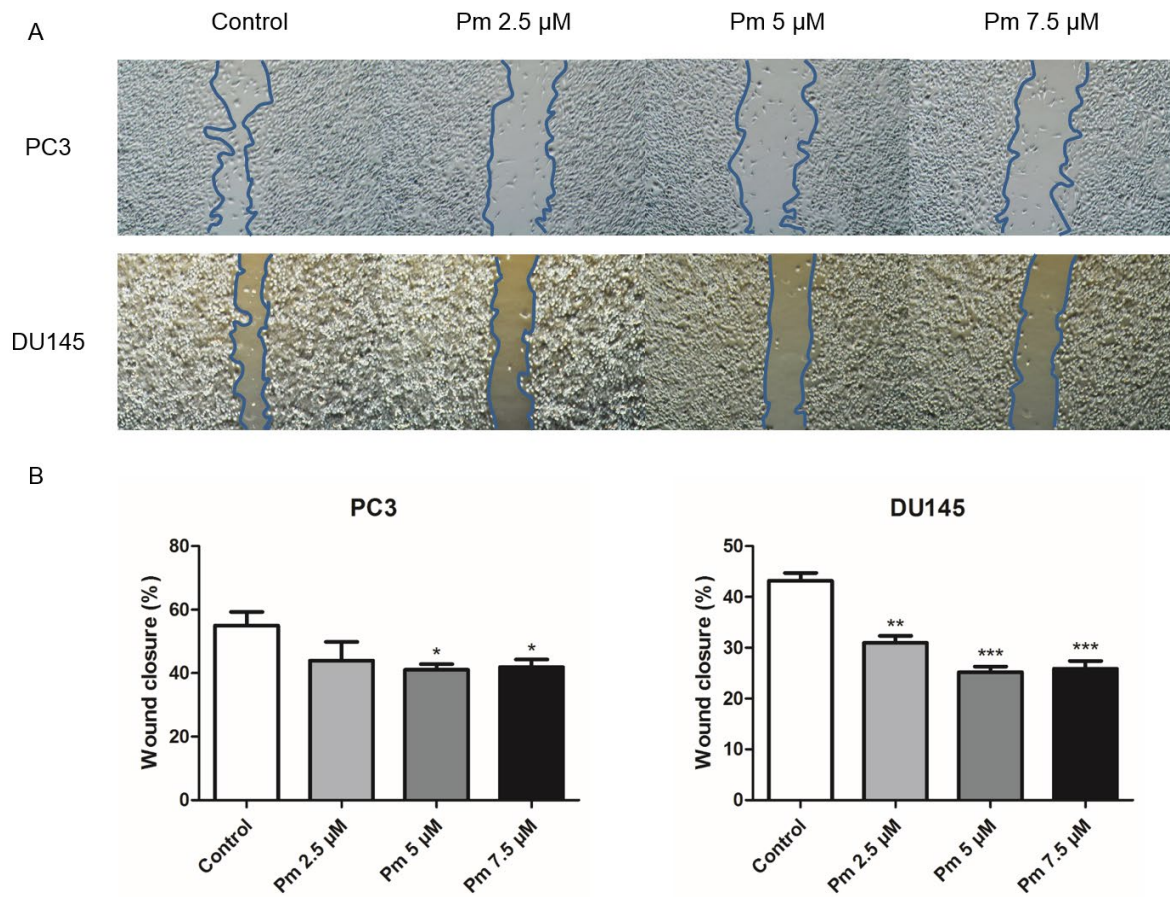 A
Control
Pm 2.5 µM
Pm 5 µM
Pm 7.5 µM
PC3
DU145
B
PC3
Wound closure (%)
80
60
40
20
0
*
*
Control
Pm 2.5 µM
Pm 5 µM
Pm 7.5 µM
DU145
Wound closure (%)
50
40
30
20
10
0
**
***
***
Control
Pm 2.5 µM
Pm 5 µM
Pm 7.5 µM